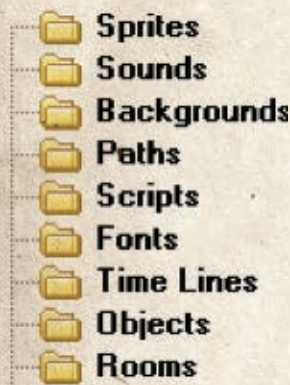 Sprites
Sounds
Backgrounds
Paths
Scripts
Fonts
Time Lines
Objects
Rooms